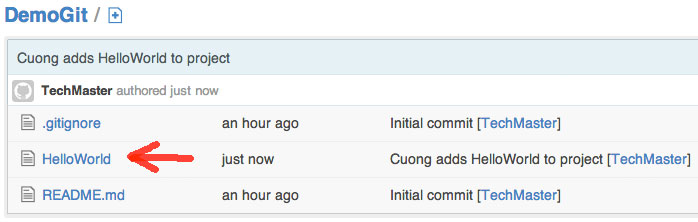 DemoGit /
Cuong adds HelloWorld to project
TechMaster authored just now
.gitignore an hour ago Initial commit [TechMaster]
HelloWorld just now Cuong adds HelloWorld to project [TechMaster]
README.md an hour ago Initial commit [TechMaster]